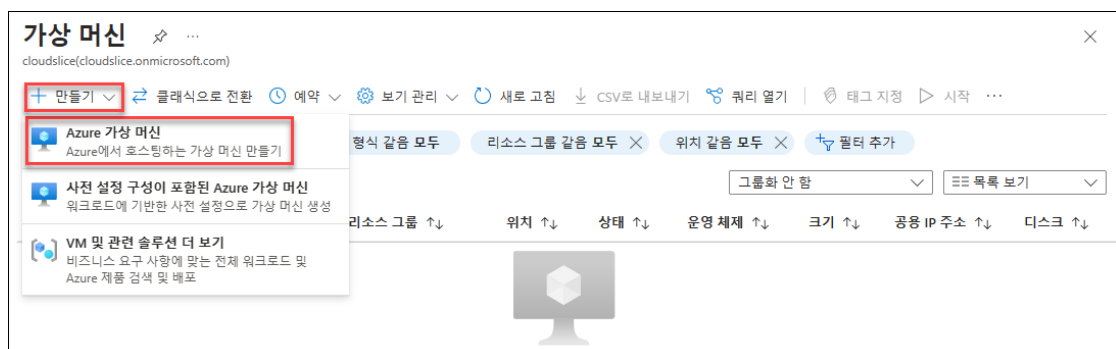 가상 머신
cloudslice(cloudslice.onmicrosoft.com)
만들기 클래식으로 전환 예약 보기 관리 새로 고침 CSV로 내보내기 쿼리 열기 태그 지정 시작 ...
Azure 가상 머신
Azure에서 호스팅하는 가상 머신 만들기
형식 같음 모두 리소스 그룹 같음 모두 위치 같음 모두 필터 추가
사전 설정 구성이 포함된 Azure 가상 머신
워크로드에 기반한 사전 설정으로 가상 머신 생성
그룹화 안 함 목록 보기
리소스 그룹 위치 상태 운영 체제 크기 공용 IP 주소 디스크
VM 및 관련 솔루션 더 보기
비즈니스 요구 사항에 맞는 전체 워크로드 및
Azure 제품 검색 및 배포